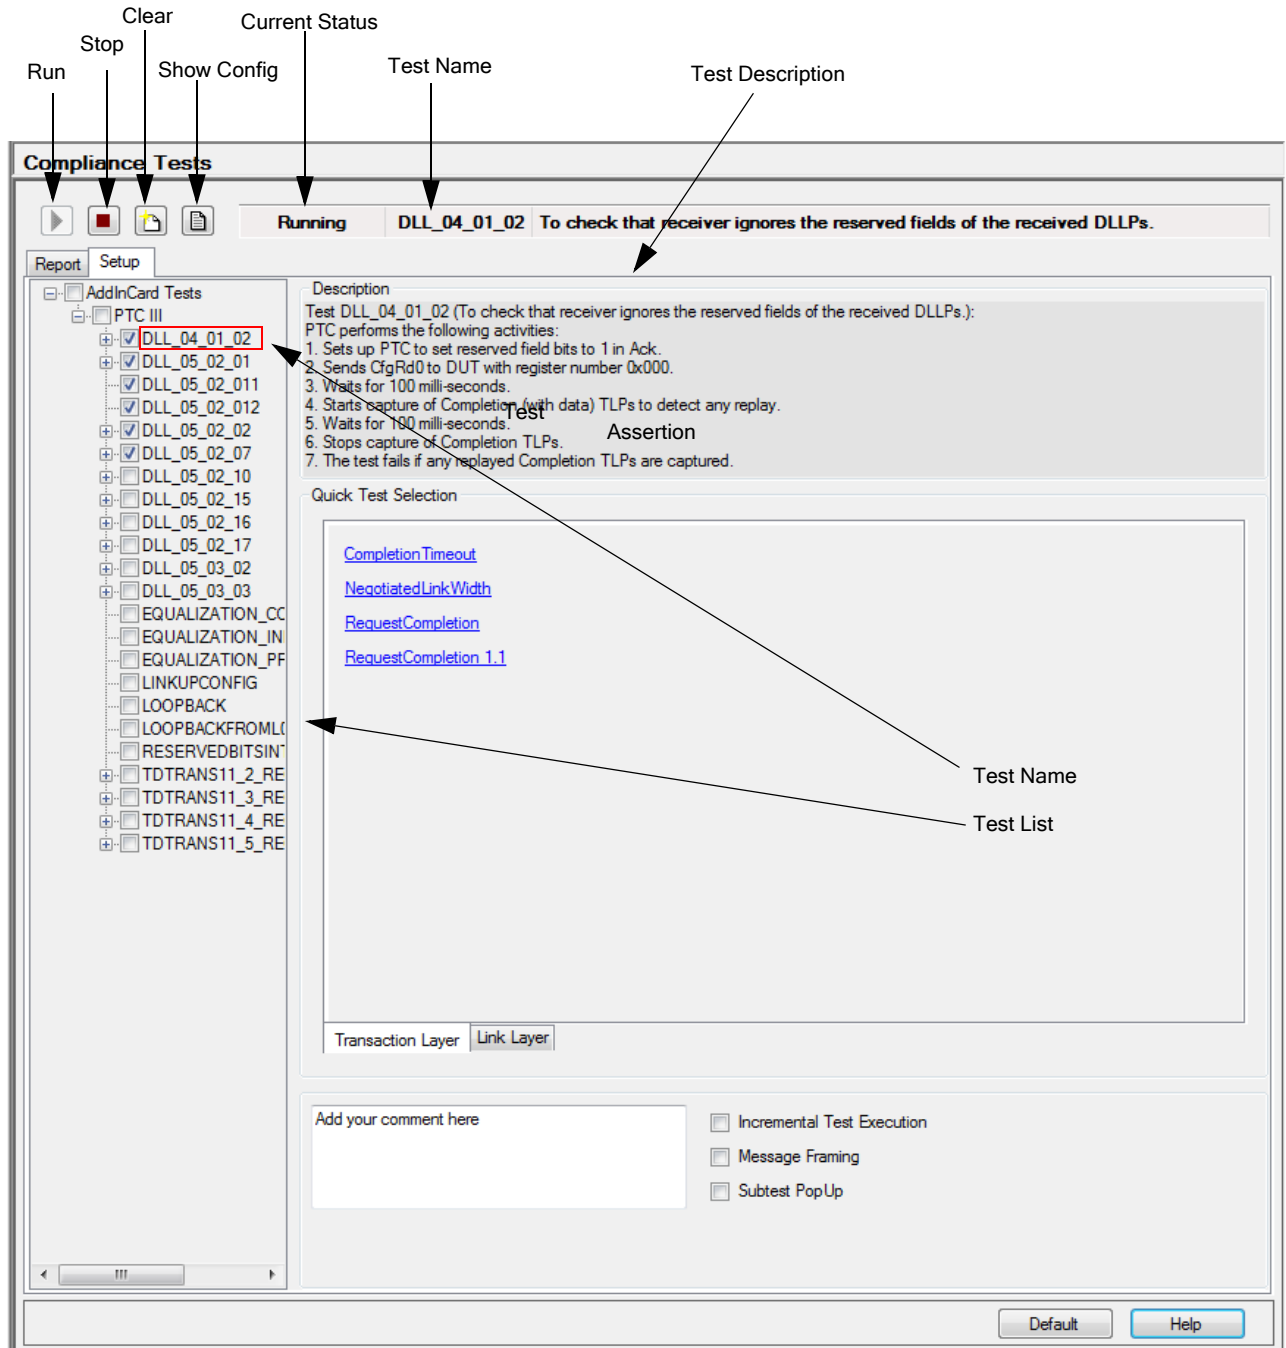 Clear
Current Status
Stop
Run
Show Config
Test Name
Test Description
Compliance Tests
Running
DLL_04_01_02
To check that receiver ignores the reserved fields of the received DLLPs.
Report
Setup
AddInCard Tests
PTC III
DLL_04_01_02
DLL_05_02_01
DLL_05_02_011
DLL_05_02_012
DLL_05_02_02
DLL_05_02_07
DLL_05_02_10
DLL_05_02_15
DLL_05_02_16
DLL_05_02_17
DLL_05_03_02
DLL_05_03_03
EQUALIZATION_CO
EQUALIZATION_IN
EQUALIZATION_PR
LINKUPCONFIG
LOOPBACK
LOOPBACKFROML0
RESERVEDBITSINT
TDTRANS11_2_RE
TDTRANS11_3_RE
TDTRANS11_4_RE
TDTRANS11_5_RE
Description
Test DLL_04_01_02 (To check that receiver ignores the reserved fields of the received DLLPs.):
PTC performs the following activities:
1. Sets up PTC to set reserved field bits to 1 in Ack.
2. Sends CfgRd0 to DUT with register number 0x000.
3. Waits for 100 milli-seconds.
4. Starts capture of Completion (with data) TLPs to detect any replay.
5. Waits for 100 milli-seconds.
6. Stops capture of Completion TLPs.
7. The test fails if any replayed Completion TLPs are captured.
Test
Assertion
Quick Test Selection
CompletionTimeout
NegotiatedLinkWidth
RequestCompletion
RequestCompletion 1.1
Test Name
Test List
Transaction Layer
Link Layer
Add your comment here
Incremental Test Execution
Message Framing
Subtest PopUp
Default
Help